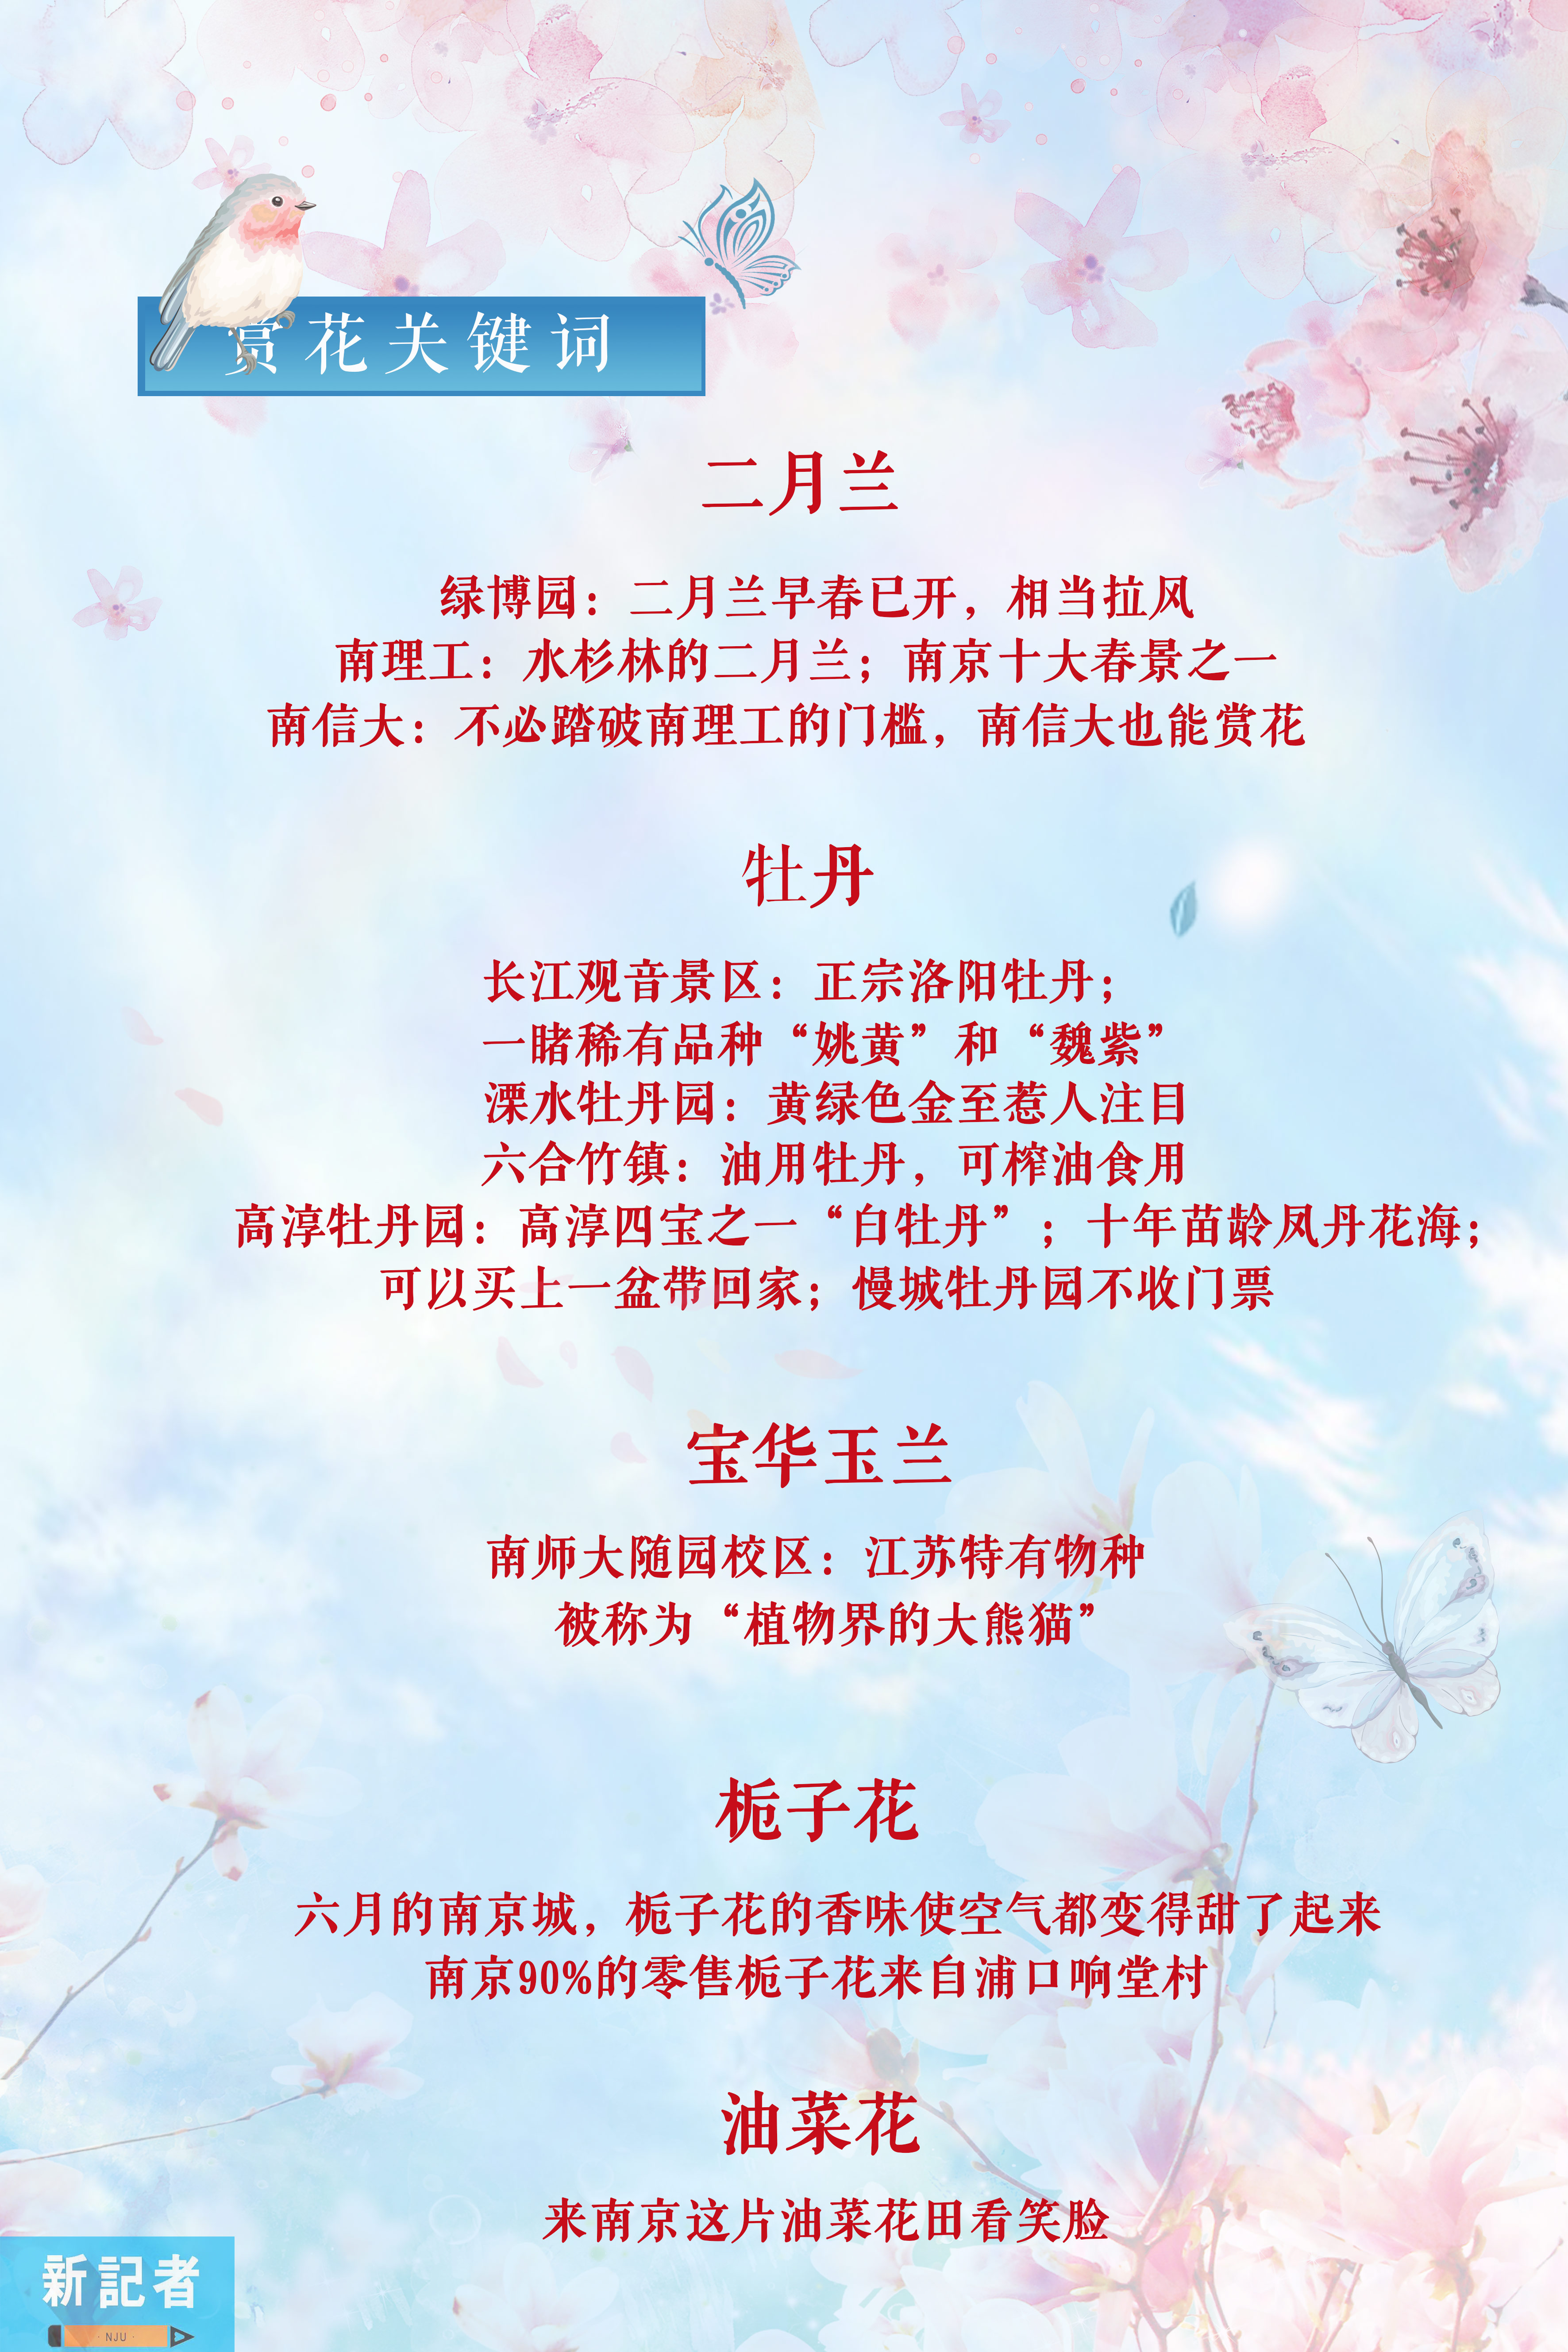 赏花关键词
二月兰
绿博园：二月兰早春已开，相当拉风
南理工：水杉林的二月兰；南京十大春景之一
南信大：不必踏破南理工的门槛，南信大也能赏花
牡丹
长江观音景区：正宗洛阳牡丹；
一睹稀有品种“姚黄”和“魏紫”
溧水牡丹园：黄绿色金至惹人注目
六合竹镇：油用牡丹，可榨油食用
高淳牡丹园：高淳四宝之一“白牡丹”；十年苗龄凤丹花海；
可以买上一盆带回家；慢城牡丹园不收门票
宝华玉兰
南师大随园校区：江苏特有物种
被称为“植物界的大熊猫”
栀子花
六月的南京城，栀子花的香味使空气都变得甜了起来
南京90%的零售栀子花来自浦口响堂村
油菜花
来南京这片油菜花田看笑脸
新記者
· NJU ·